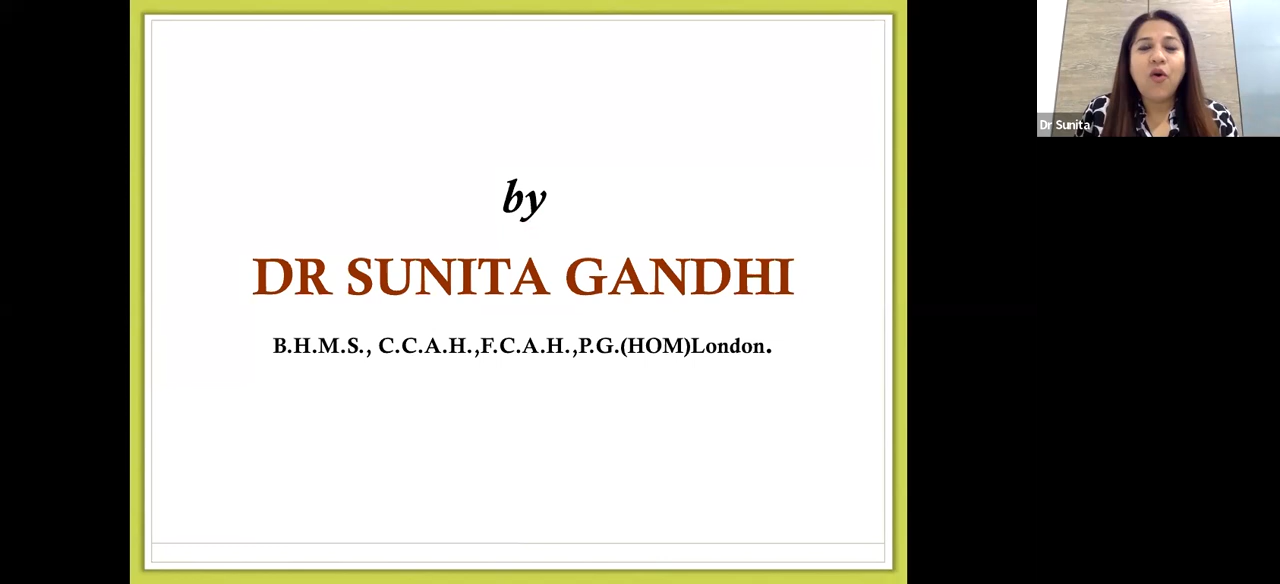 by
DR SUNITA GANDHI
B.H.M.S., C.C.A.H.,F.C.A.H.,P.G.(HOM)London.
Dr Sunita